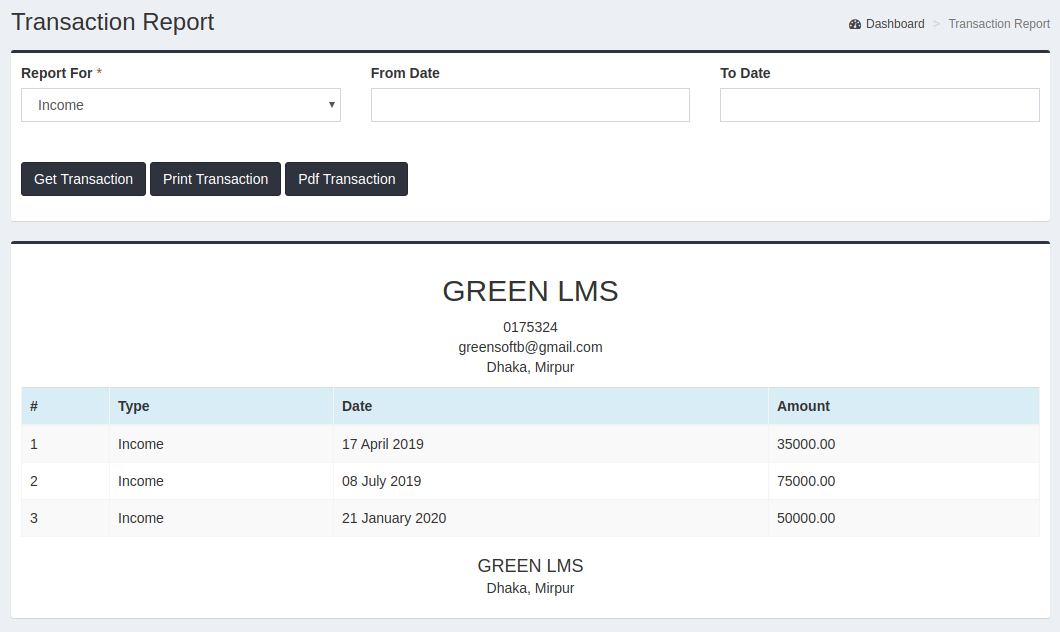 Transaction Report
Dashboard > Transaction Report
Report For * From Date To Date
Income
Get Transaction Print Transaction Pdf Transaction
GREEN LMS
0175324
greensoftb@gmail.com
Dhaka, Mirpur
# Type Date Amount
1 Income 17 April 2019 35000.00
2 Income 08 July 2019 75000.00
3 Income 21 January 2020 50000.00
GREEN LMS
Dhaka, Mirpur